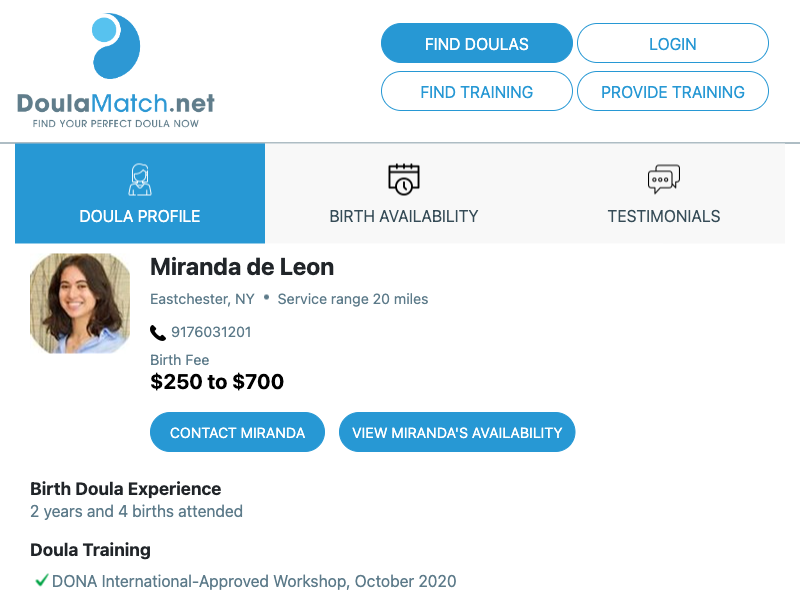 DoulaMatch.net
FIND YOUR PERFECT DOULA NOW
FIND DOULAS
LOGIN
FIND TRAINING
PROVIDE TRAINING
DOULA PROFILE
BIRTH AVAILABILITY
TESTIMONIALS
Miranda de Leon
Eastchester, NY • Service range 20 miles
9176031201
Birth Fee
$250 to $700
CONTACT MIRANDA
VIEW MIRANDA'S AVAILABILITY
Birth Doula Experience
2 years and 4 births attended
Doula Training
DONA International-Approved Workshop, October 2020